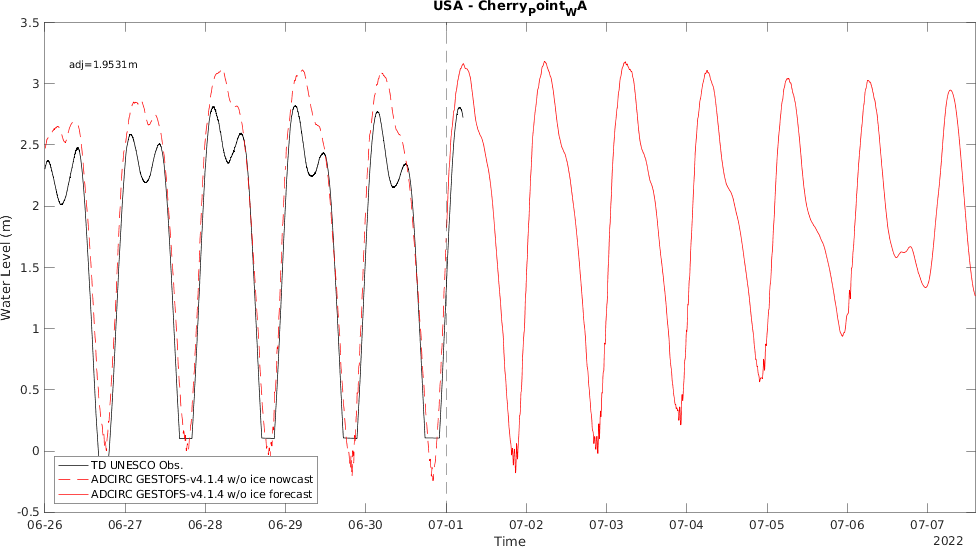 USA - CherryPointWA
3.5
3
2.5
2
1.5
1
0.5
0
-0.5
Water Level (m)
adj=1.9531m
TD UNESCO Obs.
ADCIRC GESTOFS-v4.1.4 w/o ice nowcast
ADCIRC GESTOFS-v4.1.4 w/o ice forecast
06-26 06-27 06-28 06-29 06-30 07-01 07-02 07-03 07-04 07-05 07-06 07-07
Time
2022